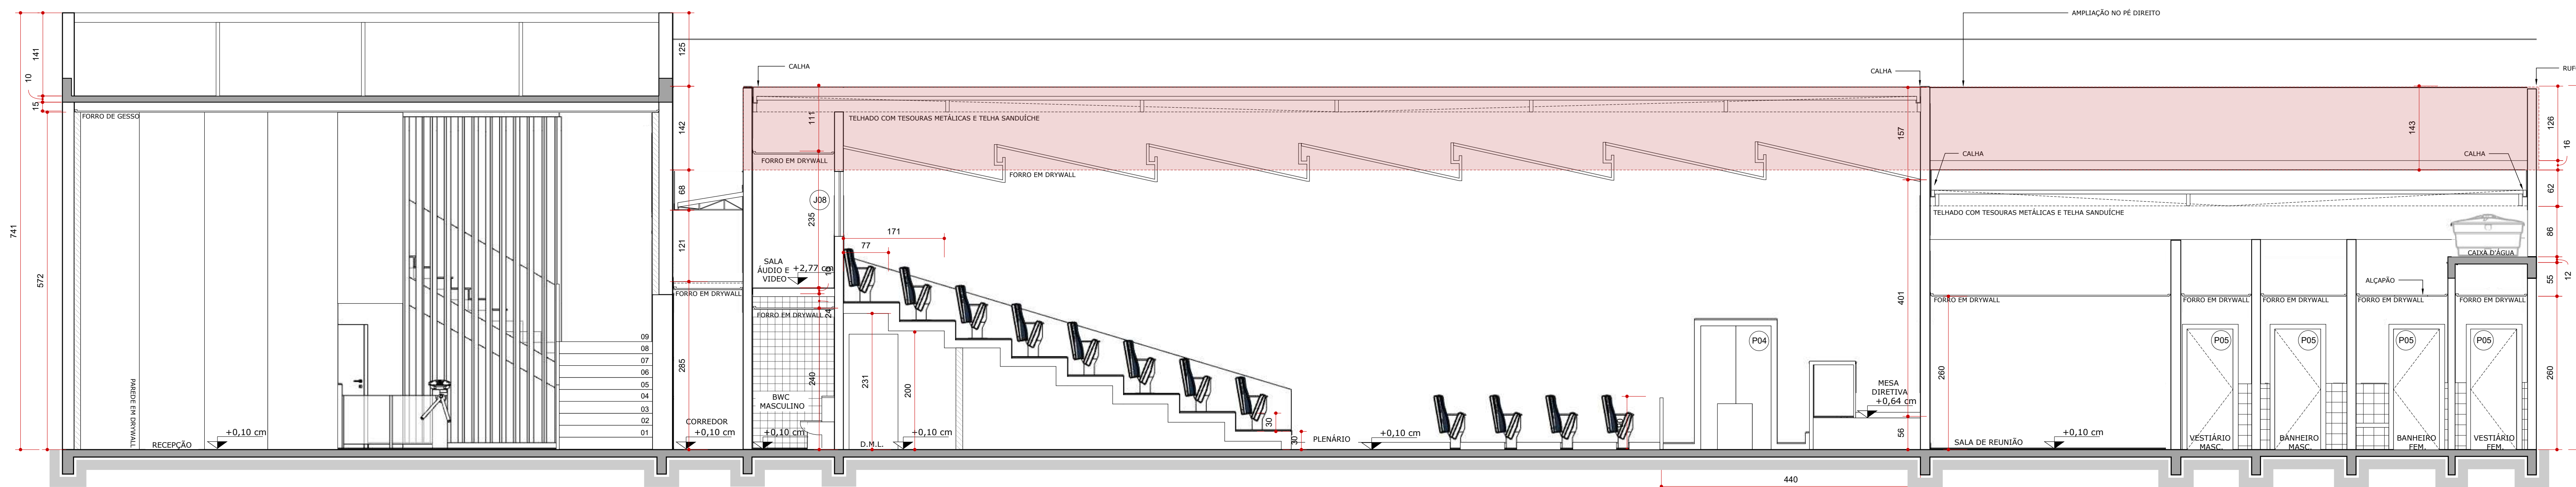 AMPLIAÇÃO NO PÉ DIREITO
CALHA
CALHA
RUF
141
10
15
741
572
FORRO DE GESSO
PAREDE EM DRYWALL
RECEPÇÃO
+0,10 cm
09
08
07
06
05
04
03
02
01
125
142
68
121
285
FORRO EM DRYWALL
CORREDOR
+0,10 cm
111
FORRO EM DRYWALL
TELHADO COM TESOURAS METÁLICAS E TELHA SANDUÍCHE
FORRO EM DRYWALL
J08
235
SALA
ÁUDIO E
VIDEO
+2,77 cm
FORRO EM DRYWALL
24
240
BWC
MASCULINO
+0,10 cm
171
77
231
200
D.M.L.
+0,10 cm
30
30
PLENÁRIO
+0,10 cm
90
440
P04
MESA
DIRETIVA
+0,64 cm
157
401
56
143
CALHA
CALHA
TELHADO COM TESOURAS METÁLICAS E TELHA SANDUÍCHE
CAIXA D'ÁGUA
ALÇAPÃO
FORRO EM DRYWALL
FORRO EM DRYWALL
FORRO EM DRYWALL
FORRO EM DRYWALL
FORRO EM DRYWALL
260
SALA DE REUNIÃO
+0,10 cm
P05
P05
P05
P05
VESTIÁRIO
MASC.
BANHEIRO
MASC.
BANHEIRO
FEM.
VESTIÁRIO
FEM.
126
16
62
86
12
55
260